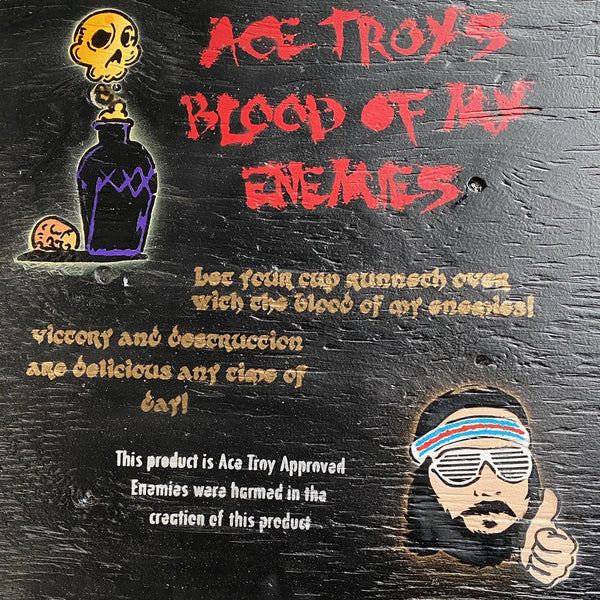 ACE TROY'S
BLOOD OF MY
ENEMIES
Let your cup runneth over
with the blood of my enemies!
victory and destruction
are delicious any time of
day!
This product is Ace Troy Approved
Enemies were harmed in the
creation of this product